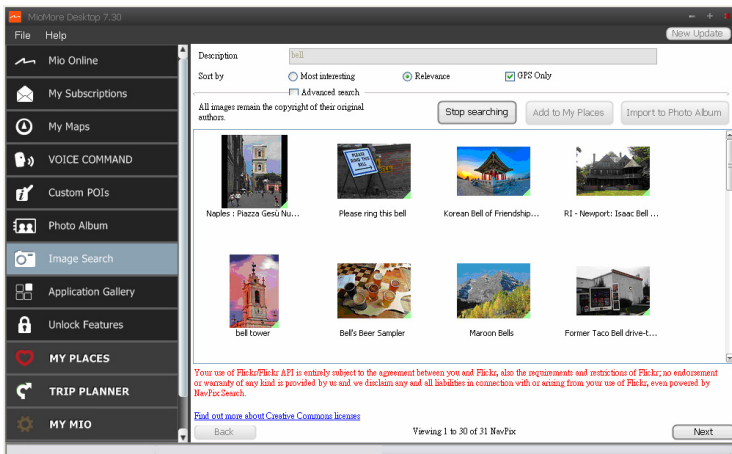 MioMore Desktop 7.30
File Help
New Update
Mio Online
My Subscriptions
My Maps
VOICE COMMAND
Custom POIs
Photo Album
Image Search
Application Gallery
Unlock Features
MY PLACES
TRIP PLANNER
MY MIO
Description bell
Sort by Most interesting Relevance GPS Only
Advanced search
All images remain the copyright of their original
authors.
Stop searching Add to My Places Import to Photo Album
PLEASE
RING THIS
BELL
Naples : Piazza Gesù Nu... Please ring this bell Korean Bell of Friendship... RI - Newport: Isaac Bell ...
bell tower Bell's Beer Sampler Maroon Bells Former Taco Bell drive-t...
Your use of Flickr/Flickr API is entirely subject to the agreement between you and Flickr, also the requirements and restrictions of Flickr; no endorsement
or warranty of any kind is provided by us and we disclaim any and all liabilities in connection with or arising from your use of Flickr, even powered by
NavPix Search.
Find out more about Creative Commons licenses
Back Viewing 1 to 30 of 31 NavPix Next